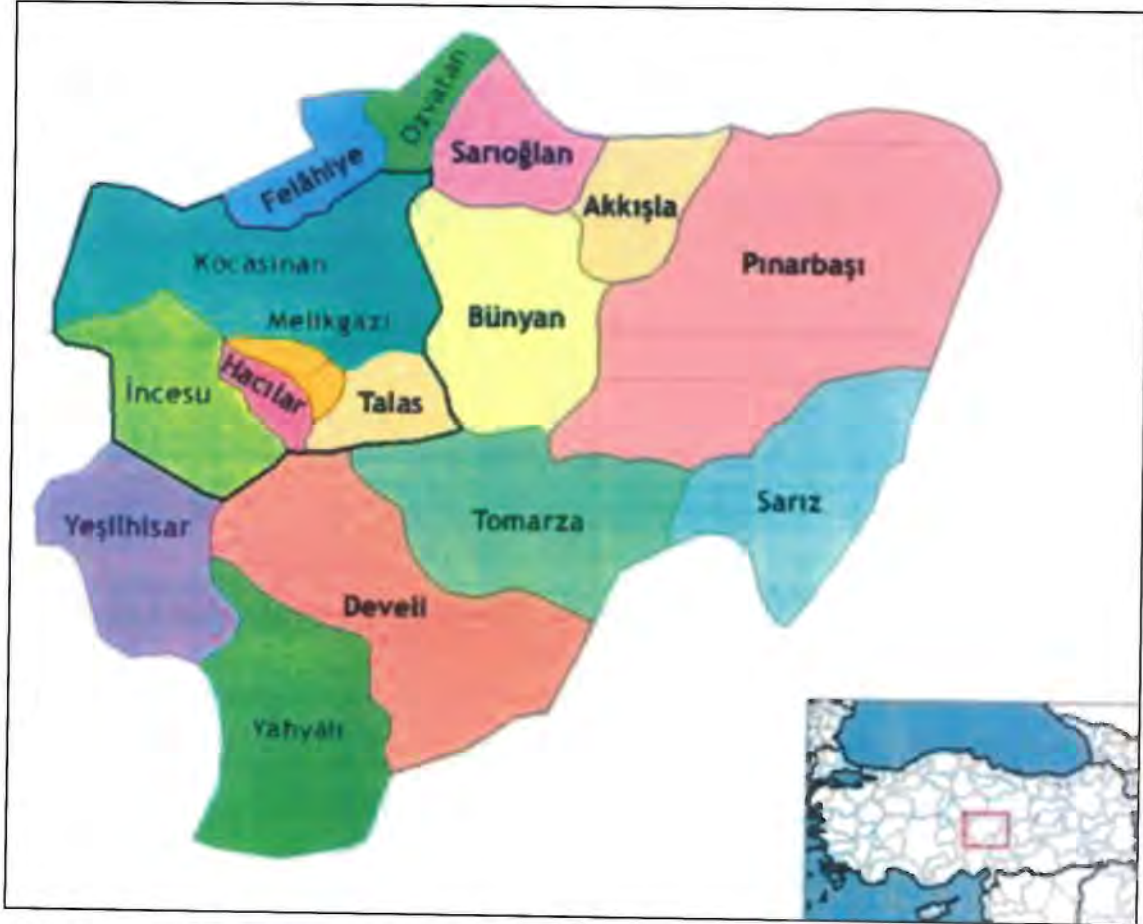 Özvatan
Sarıoğlan
Felâhiye
Akkışla
Kocasinan
Pınarbaşı
Melikgazi
Bünyan
Hacılar
İncesu
Talas
Yeşilhisar
Tomarza
Sarız
Develi
Yahyalı